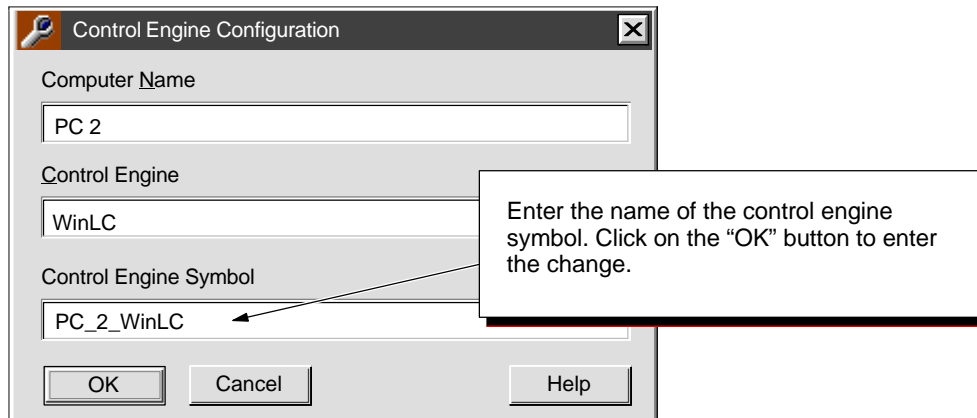 Control Engine Configuration
Computer Name
PC 2
Control Engine
WinLC
Enter the name of the control engine
symbol. Click on the “OK” button to enter
the change.
Control Engine Symbol
PC_2_WinLC
OK
Cancel
Help